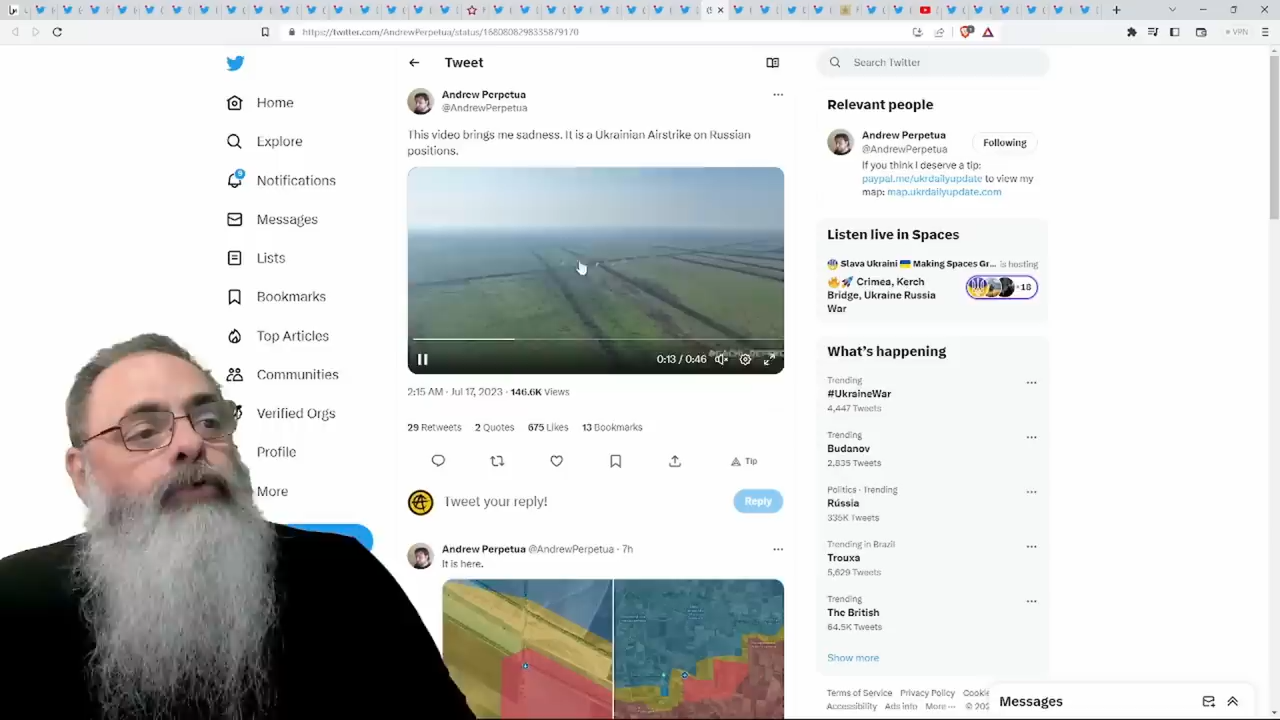 https://twitter.com/AndrewPerpetua/status/1680808298335879170
VPN
Home
Explore
9
Notifications
Messages
Lists
Bookmarks
Top Articles
Communities
Verified Orgs
Profile
More
Tweet
Andrew Perpetua
@AndrewPerpetua
This video brings me sadness. It is a Ukrainian Airstrike on Russian
positions.
0:13 / 0:46
2:15 AM · Jul 17, 2023 · 146.6K Views
29 Retweets 2 Quotes 675 Likes 13 Bookmarks
Tip
Tweet your reply!
Reply
Andrew Perpetua @AndrewPerpetua · 7h
It is here.
Search Twitter
Relevant people
Andrew Perpetua
@AndrewPerpetua
Following
If you think I deserve a tip:
paypal.me/ukrdailyupdate to view my
map: map.ukrdailyupdate.com
Listen live in Spaces
Slava Ukraini Making Spaces Gr... is hosting
Crimea, Kerch
Bridge, Ukraine Russia
War
+18
What's happening
Trending
#UkraineWar
4,447 Tweets
Trending
Budanov
2,835 Tweets
Politics · Trending
Rússia
335K Tweets
Trending in Brazil
Trouxa
5,629 Tweets
Trending
The British
64.5K Tweets
Show more
Terms of Service Privacy Policy Cookie
Accessibility Ads info More ··· © 202
Messages